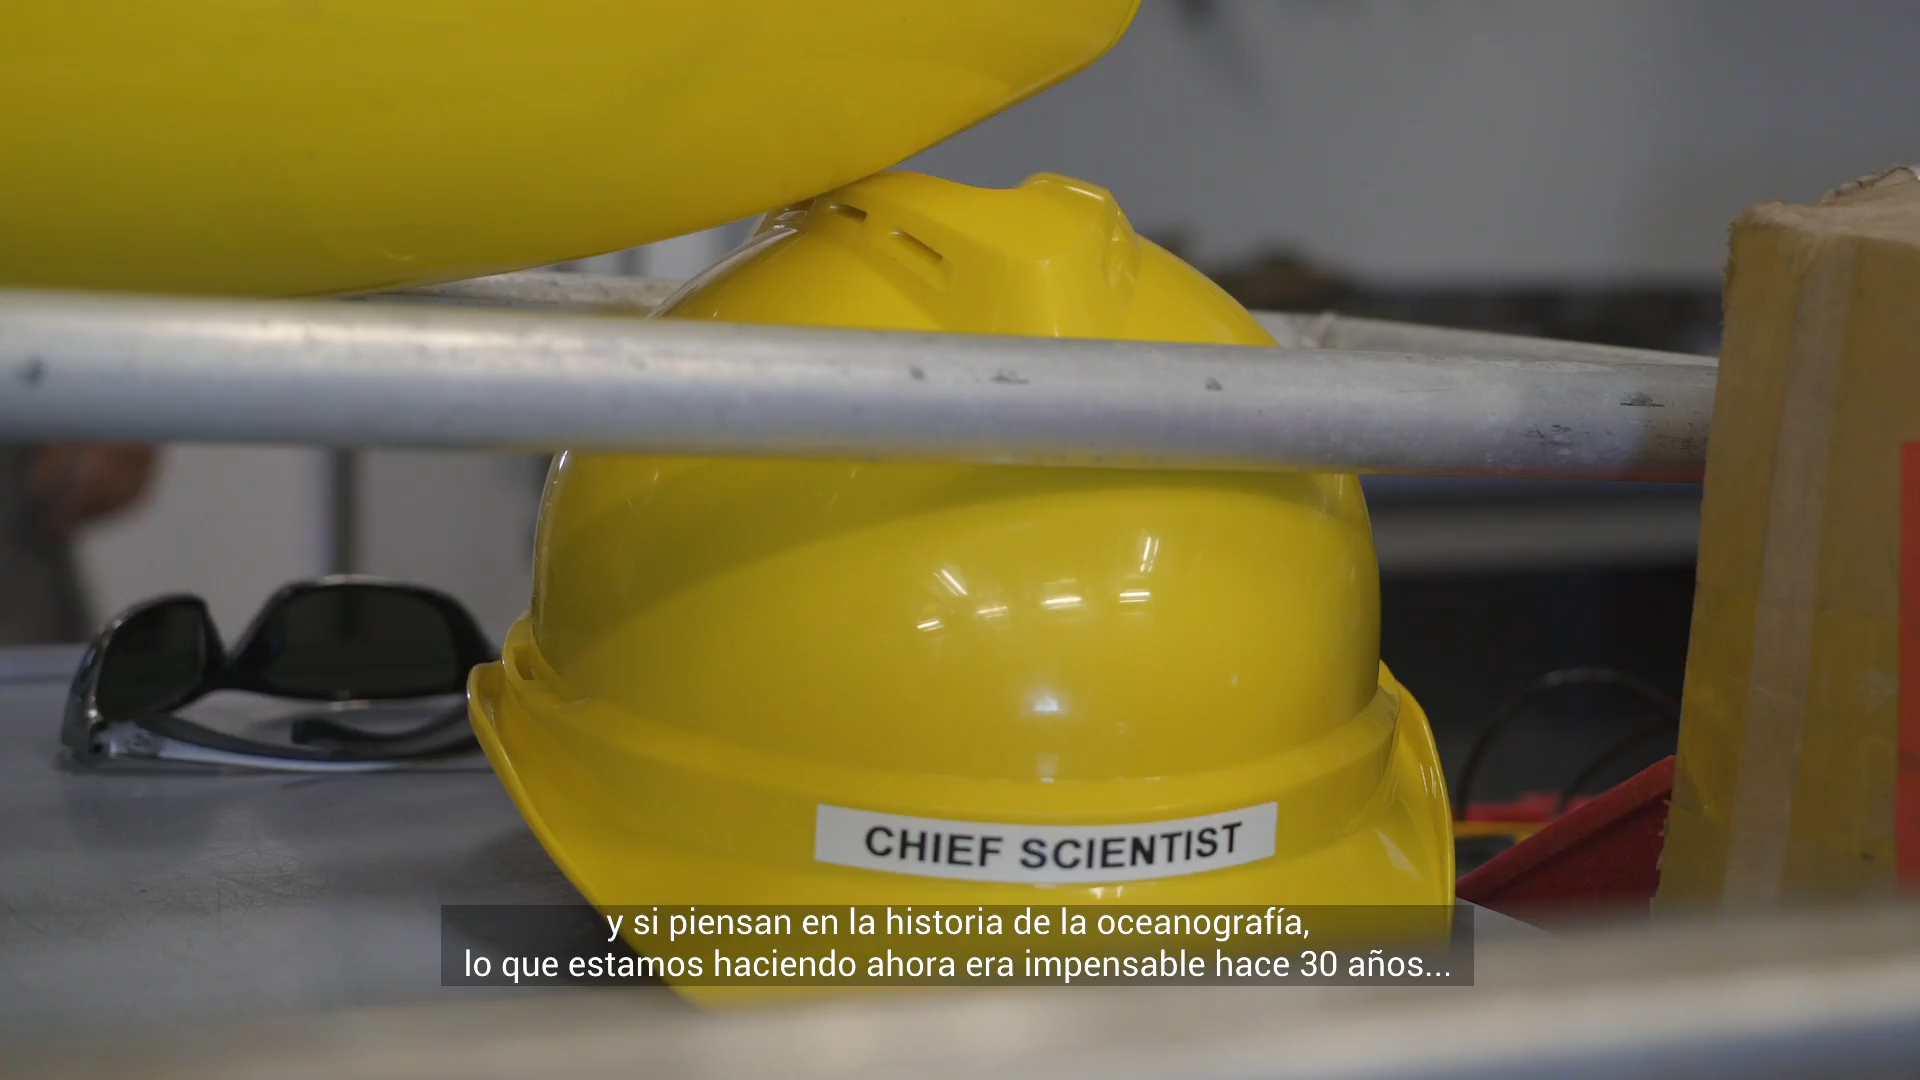 CHIEF SCIENTIST
y si piensan en la historia de la oceanografía,
lo que estamos haciendo ahora era impensable hace 30 años...